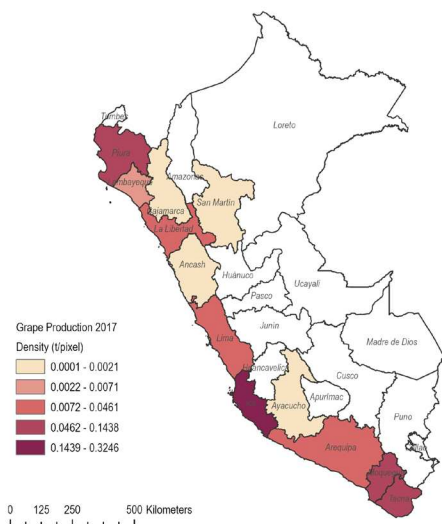 Tumbes
Loreto
Piura
Amazonas
Lambayeque
San Martín
Cajamarca
La Libertad
Ancash
Huánuco
Ucayali
Pasco
Junín
Madre de Dios
Lima
Huancavelica
Cusco
Apurímac
Ayacucho
Puno
Arequipa
Moquegua
Tacna
Grape Production 2017
Density (t/pixel)
0.0001 - 0.0021
0.0022 - 0.0071
0.0072 - 0.0461
0.0462 - 0.1438
0.1439 - 0.3246
0 125 250 500 Kilometers